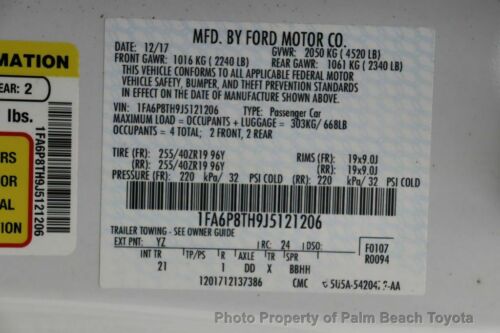 MATION
EAR: 2
lbs.
1FA6P8TH9J5121206
MFD. BY FORD MOTOR CO.
DATE: 12/17 GVWR: 2050 KG (4520 LB)
FRONT GAWR: 1016 KG (2240 LB) REAR GAWR: 1061 KG (2340 LB)
THIS VEHICLE CONFORMS TO ALL APPLICABLE FEDERAL MOTOR
VEHICLE SAFETY, BUMPER, AND THEFT PREVENTION STANDARDS IN
EFFECT ON THE DATE OF MANUFACTURE SHOWN ABOVE.
VIN: 1FA6P8TH9J5121206 TYPE: Passenger Car
MAXIMUM LOAD = OCCUPANTS + LUGGAGE = 303KG/668LB
OCCUPANTS = 4 TOTAL; 2 FRONT, 2 REAR
TIRE (FR): 255/40ZR19 96Y RIMS (FR): 19x9.0J
(RR): 255/40ZR19 96Y (RR): 19x9.0J
PRESSURE (FR) 220 kPa/ 32 PSI COLD (RR) 220 kPa/ 32 PSI COLD
1FA6P8TH9J5121206
TRAILER TOWING - SEE OWNER GUIDE
EXT PNT: YZ RC: 24 DSO: F0107
INT TR TP/PS R AXLE TR SPR R0094
21 1 DD X BBHH
1201712137386 CMC
RS
AL
ION
Photo Property of Palm Beach Toyota